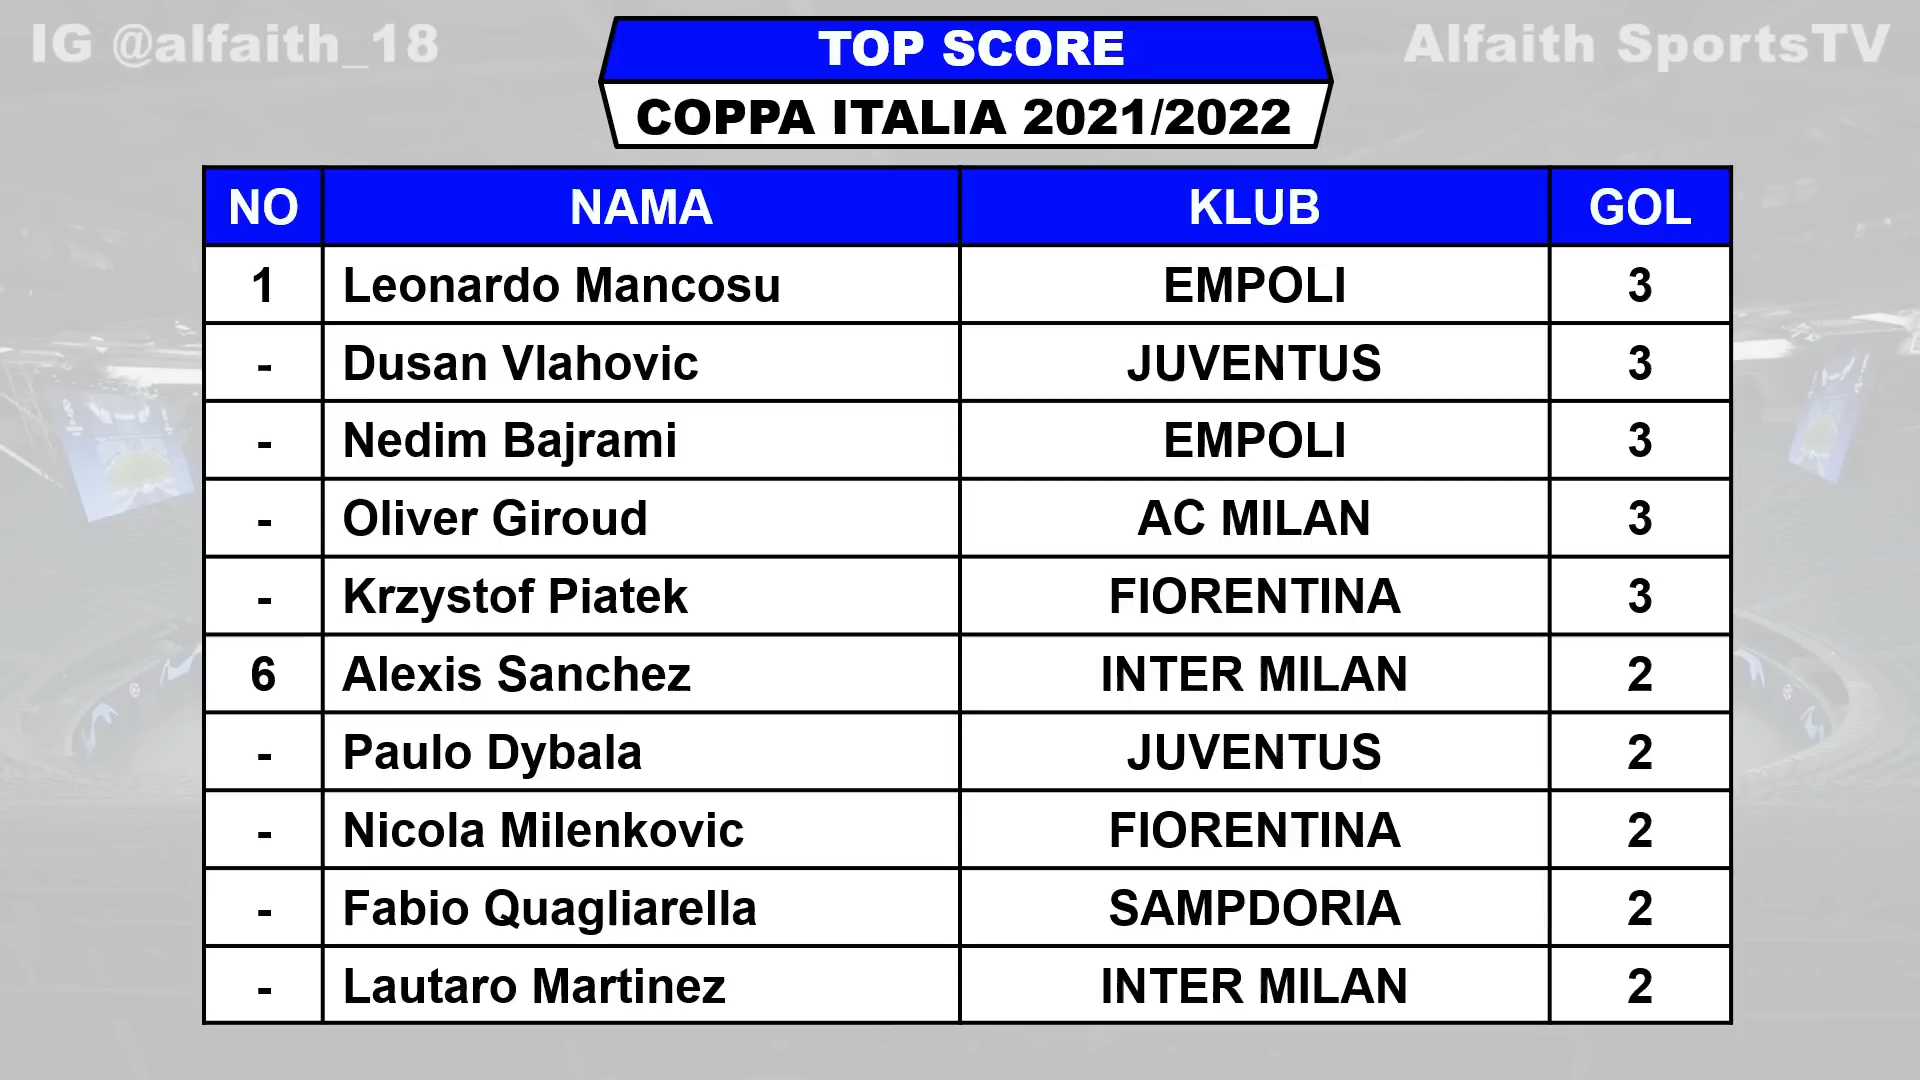 IG @alfaith_18
TOP SCORE
Alfaith SportsTV
COPPA ITALIA 2021/2022
NO NAMA KLUB GOL
1 Leonardo Mancosu EMPOLI 3
- Dusan Vlahovic JUVENTUS 3
- Nedim Bajrami EMPOLI 3
- Oliver Giroud AC MILAN 3
- Krzystof Piatek FIORENTINA 3
6 Alexis Sanchez INTER MILAN 2
- Paulo Dybala JUVENTUS 2
- Nicola Milenkovic FIORENTINA 2
- Fabio Quagliarella SAMPDORIA 2
- Lautaro Martinez INTER MILAN 2